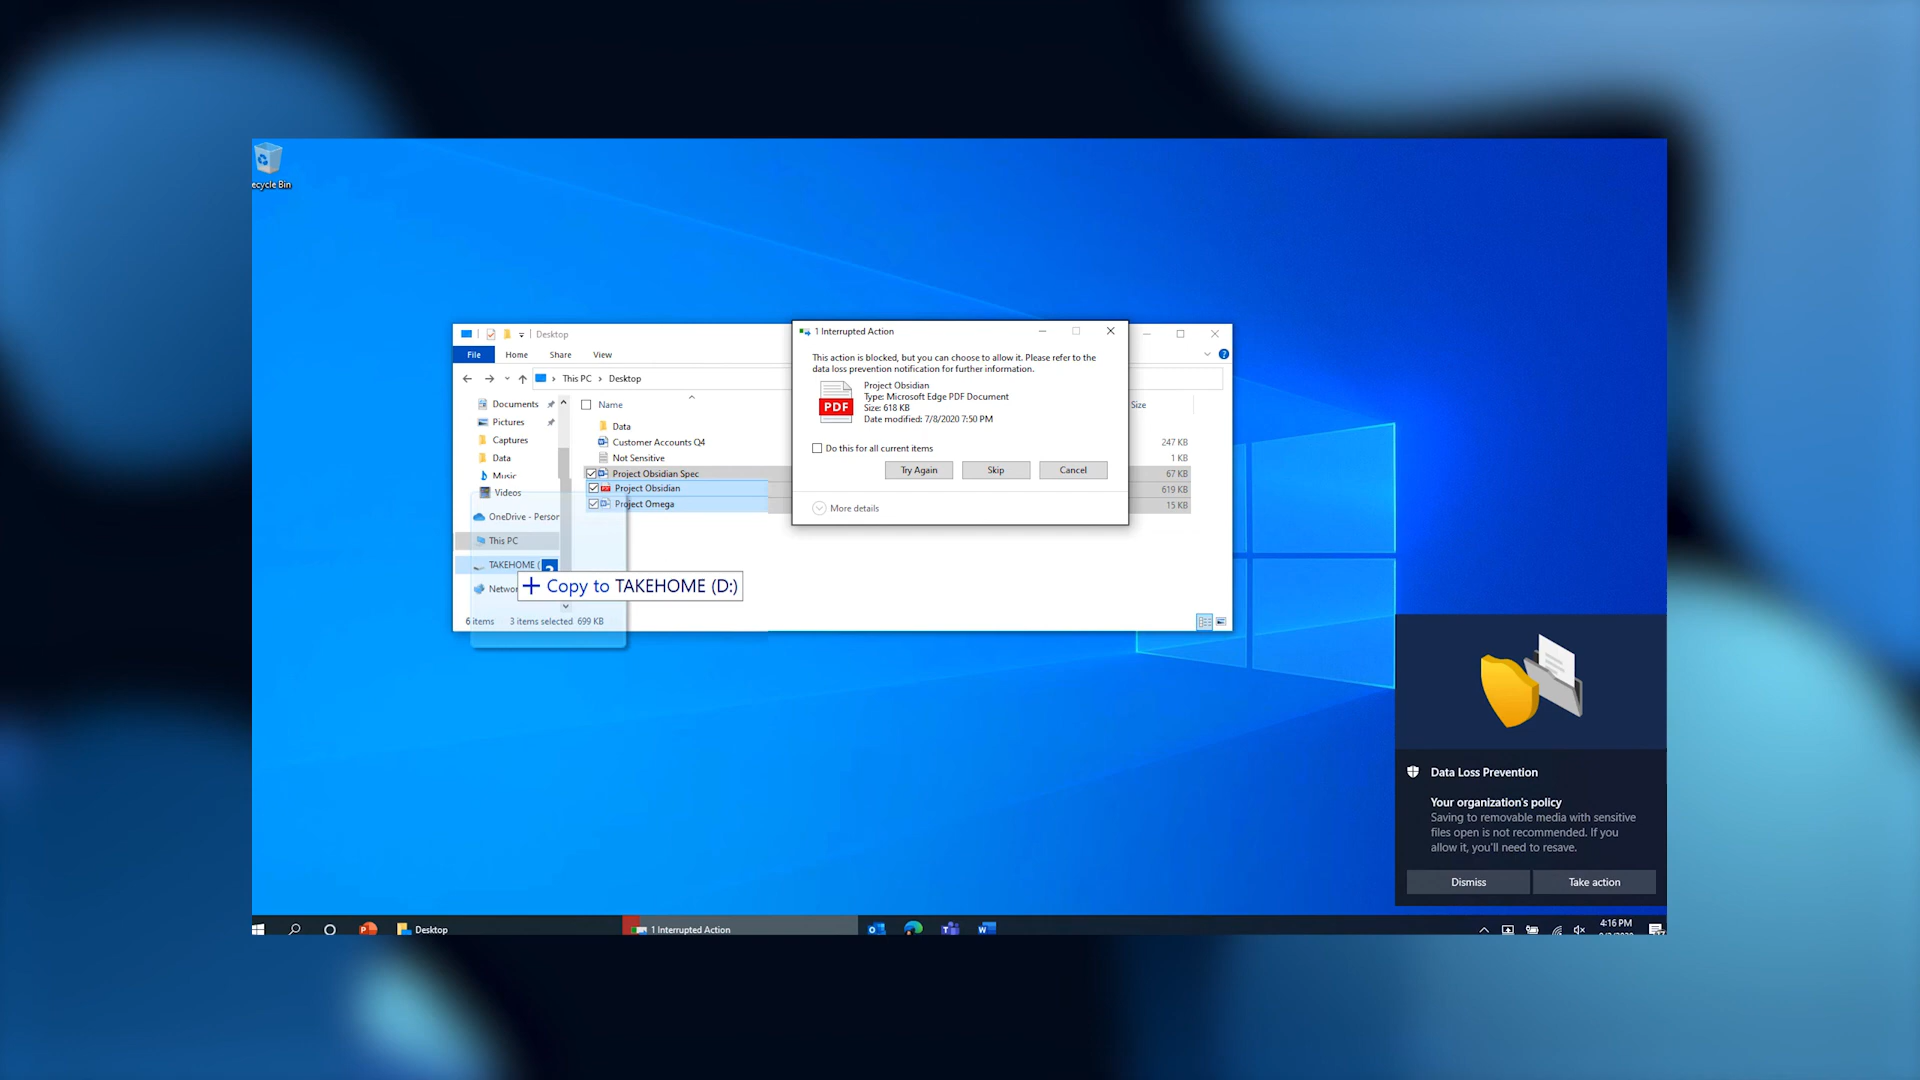 ecycle Bin
Desktop
File Home Share View
This PC > Desktop
Documents
Pictures
Captures
Data
Music
Videos
OneDrive - Person
This PC
TAKEHOME (
Networ
Name
Size
Data
Customer Accounts Q4
247 KB
Not Sensitive
1 KB
Project Obsidian Spec
67 KB
Project Obsidian
619 KB
Project Omega
15 KB
+ Copy to TAKEHOME (D:)
6 items 3 items selected 699 KB
1 Interrupted Action
This action is blocked, but you can choose to allow it. Please refer to the
data loss prevention notification for further information.
PDF
Project Obsidian
Type: Microsoft Edge PDF Document
Size: 618 KB
Date modified: 7/8/2020 7:50 PM
Do this for all current items
Try Again Skip Cancel
More details
Data Loss Prevention
Your organization's policy
Saving to removable media with sensitive
files open is not recommended. If you
allow it, you'll need to resave.
Dismiss Take action
Desktop
1 Interrupted Action
4:16 PM